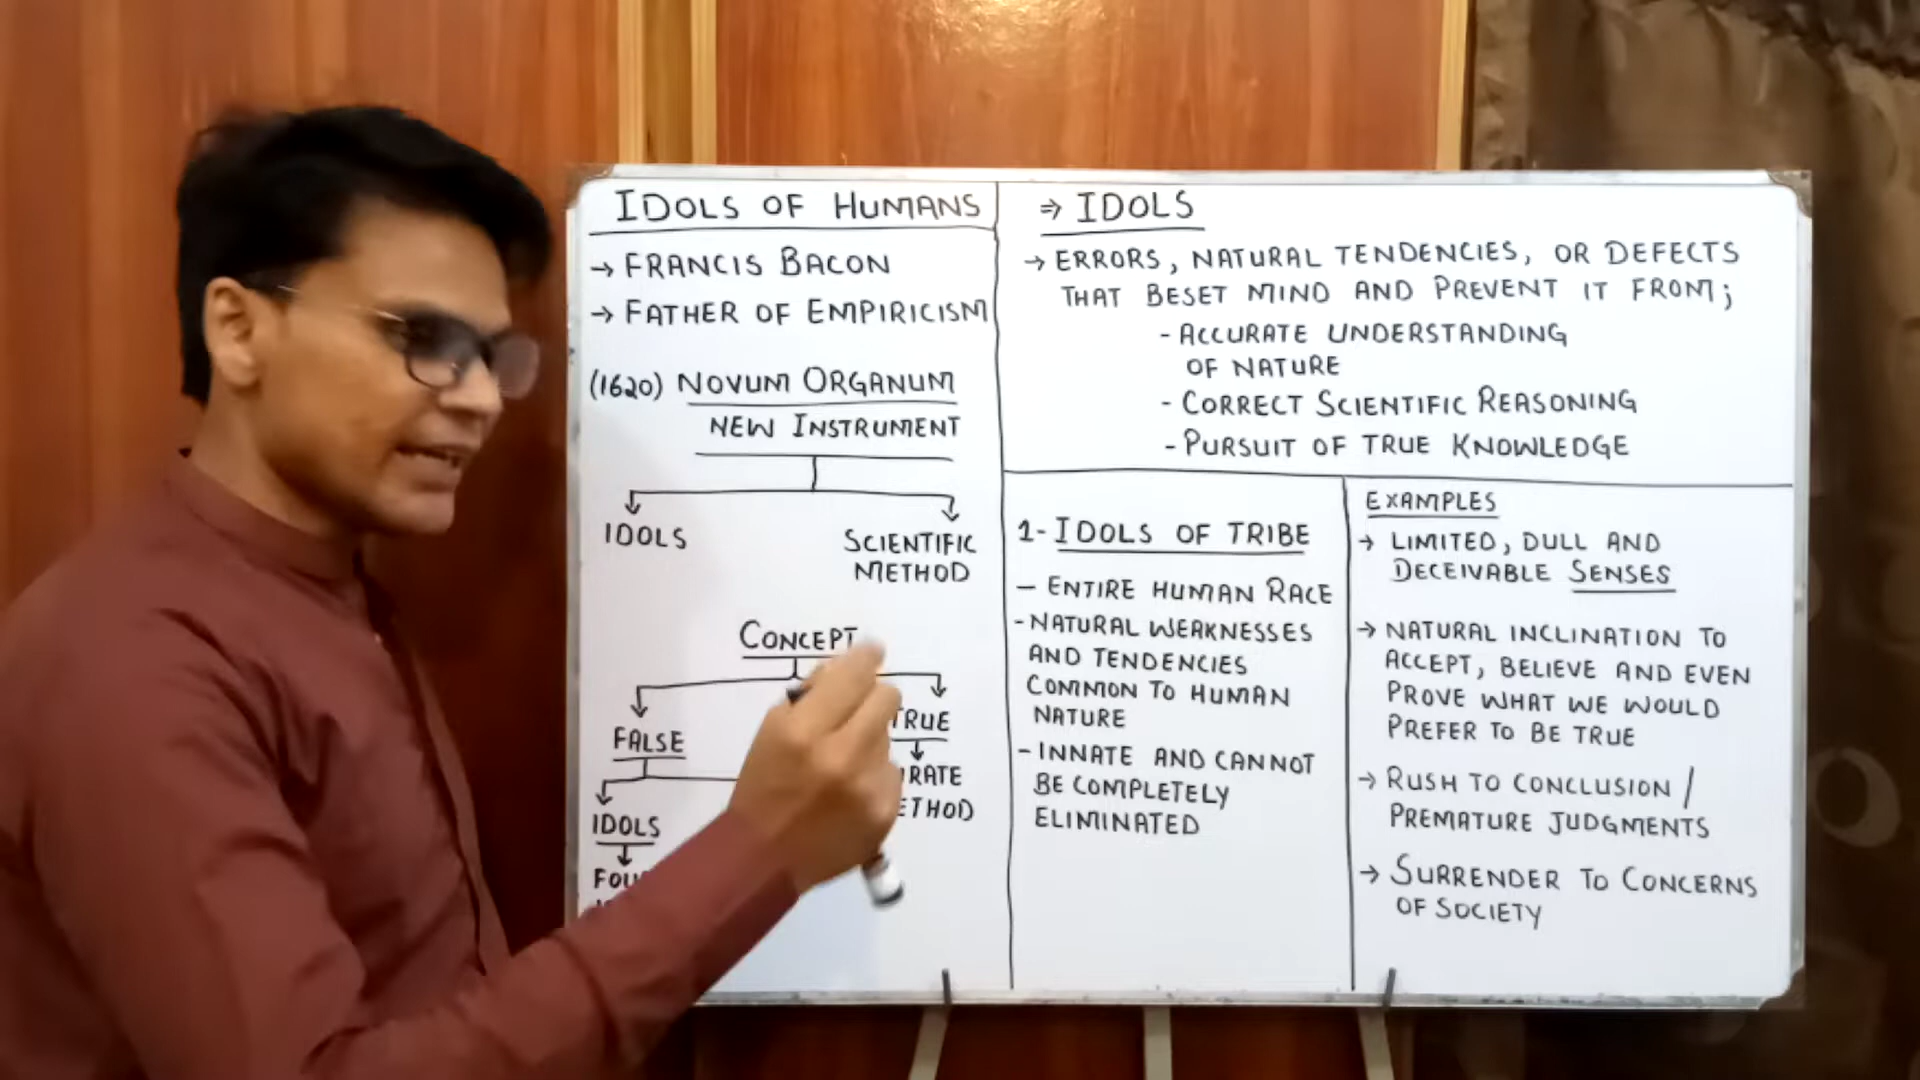 IDOLS OF HUMANS
→ FRANCIS BACON
→ FATHER OF EMPIRICISM
(1620) NOVUM ORGANUM
NEW INSTRUMENT
IDOLS
SCIENTIFIC
METHOD
CONCEPT
FALSE
TRUE
IDOLS
⇒ IDOLS
→ ERRORS, NATURAL TENDENCIES, OR DEFECTS
THAT BESET MIND AND PREVENT IT FROM;
- ACCURATE UNDERSTANDING
OF NATURE
- CORRECT SCIENTIFIC REASONING
- PURSUIT OF TRUE KNOWLEDGE
1- IDOLS OF TRIBE
- ENTIRE HUMAN RACE
- NATURAL WEAKNESSES
AND TENDENCIES
COMMON TO HUMAN
NATURE
- INNATE AND CANNOT
BE COMPLETELY
ELIMINATED
EXAMPLES
→ LIMITED, DULL AND
DECEIVABLE SENSES
→ NATURAL INCLINATION TO
ACCEPT, BELIEVE AND EVEN
PROVE WHAT WE WOULD
PREFER TO BE TRUE
→ RUSH TO CONCLUSION /
PREMATURE JUDGMENTS
→ SURRENDER TO CONCERNS
OF SOCIETY